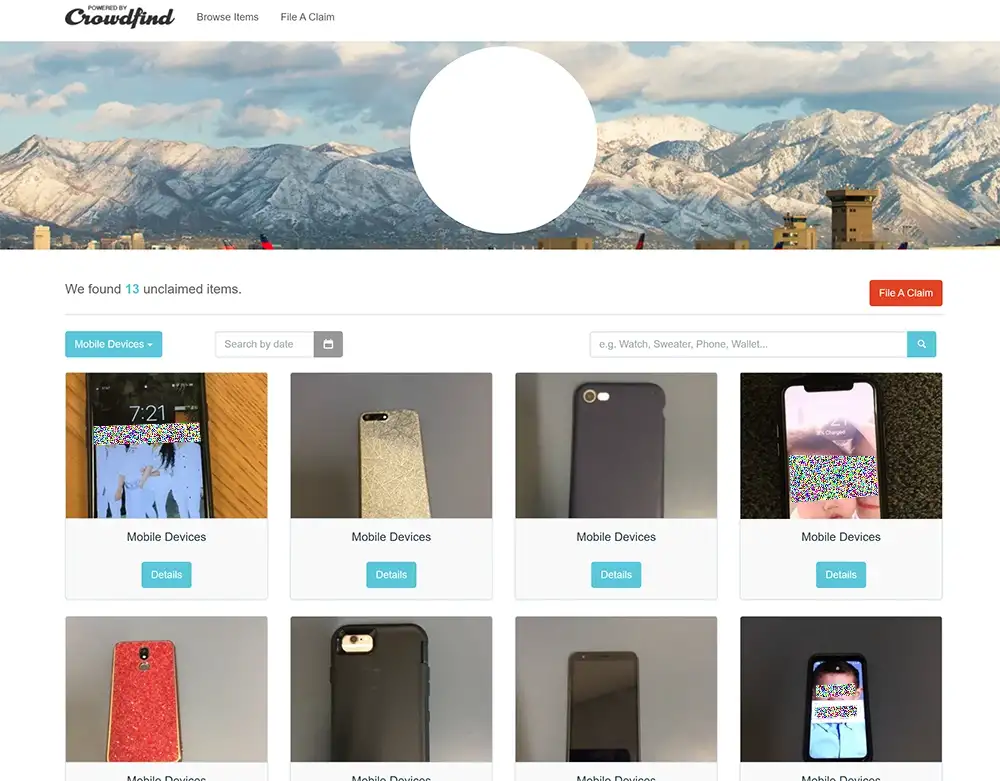 POWERED BY
Crowdfind
Browse Items
File A Claim
We found 13 unclaimed items.
File A Claim
Mobile Devices
Search by date
e.g. Watch, Sweater, Phone, Wallet...
7:21
% Charged
Mobile Devices
Mobile Devices
Mobile Devices
Mobile Devices
Details
Details
Details
Details
Mobile Devices
Mobile Devices
Mobile Devices
Mobile Devices